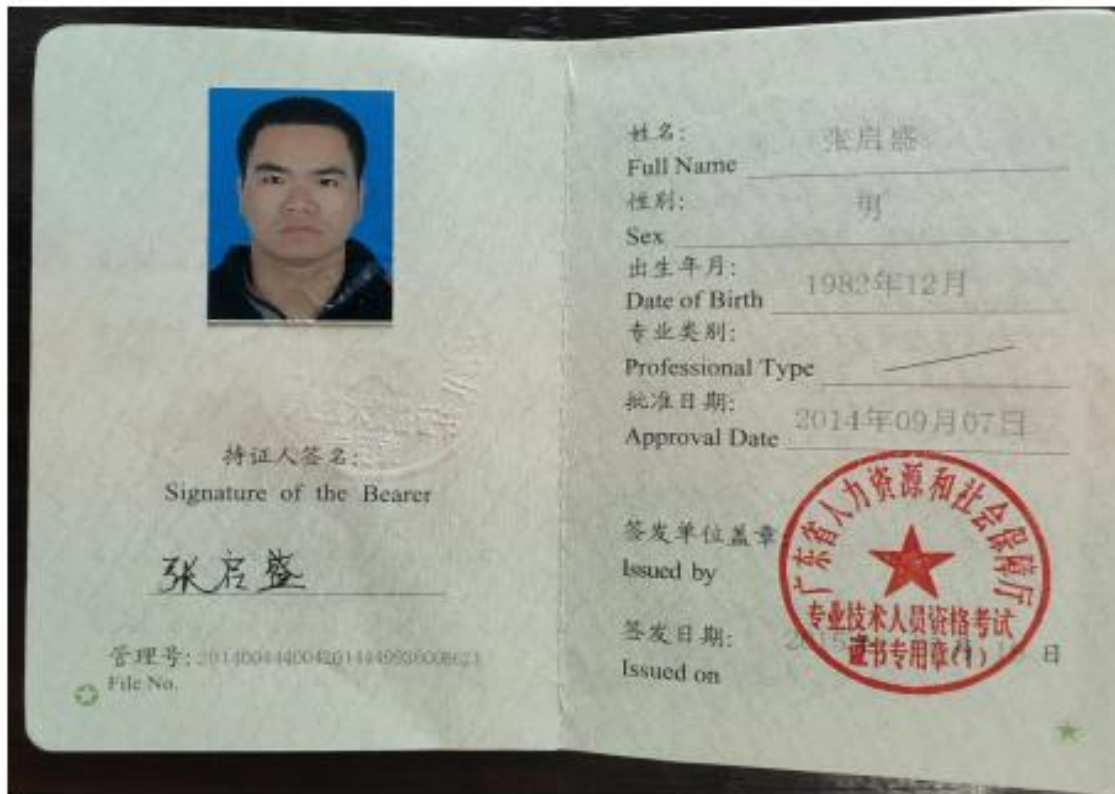 持证人签名:
Signature of the Bearer
张启盛
管理号:
File No.
姓名: 张启盛
Full Name
性别: 男
Sex
出生年月: 1982年12月
Date of Birth
专业类别:
Professional Type
批准日期: 2014年09月07日
Approval Date
签发单位盖章
Issued by
广东省人力资源和社会保障厅
专业技术人员资格考试
证书专用章(1)
签发日期: 日
Issued on